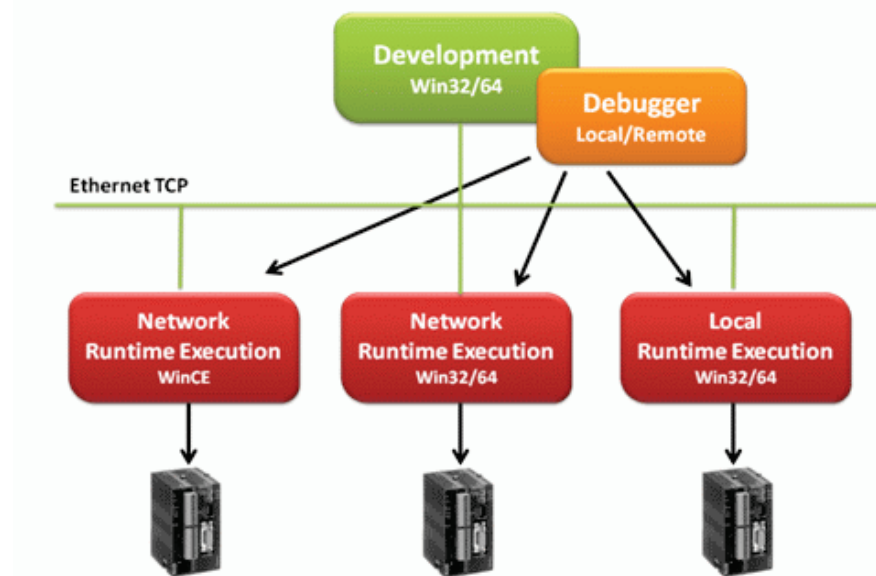 Development
Win32/64
Debugger
Local/Remote
Ethernet TCP
Network
Runtime Execution
WinCE
Network
Runtime Execution
Win32/64
Local
Runtime Execution
Win32/64